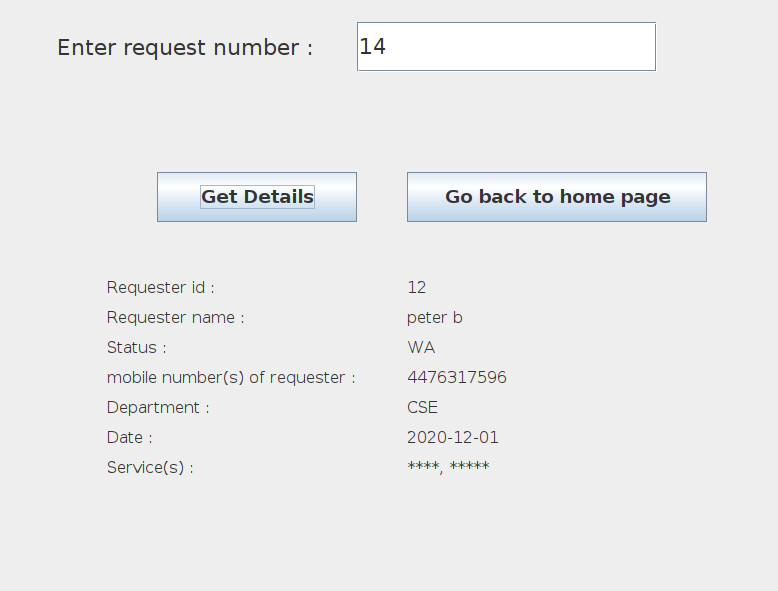 Enter request number : 14
Get Details Go back to home page
Requester id : 12
Requester name : peter b
Status : WA
mobile number(s) of requester : 4476317596
Department : CSE
Date : 2020-12-01
Service(s) : ****, *****